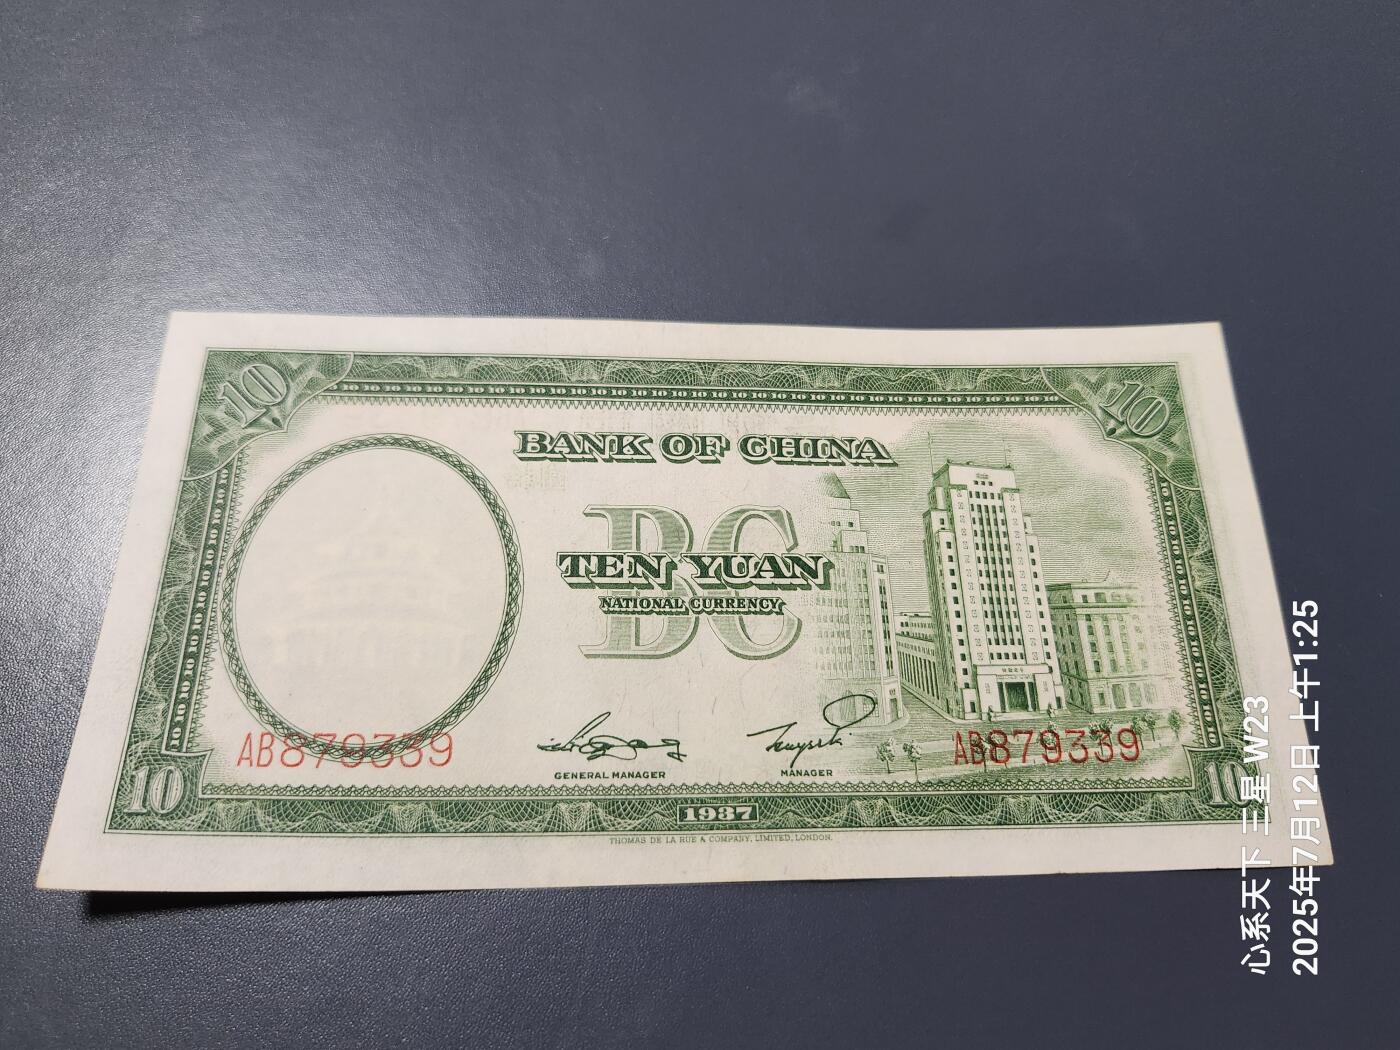 10
10
BANK OF CHINA
BC
TEN YUAN
NATIONAL CURRENCY
AB879339
GENERAL MANAGER
MANAGER
AB879339
10
1937
10
THOMAS DE LA RUE & COMPANY, LIMITED, LONDON.
心系天下三星 W23
2025年7月12日 上午1:25